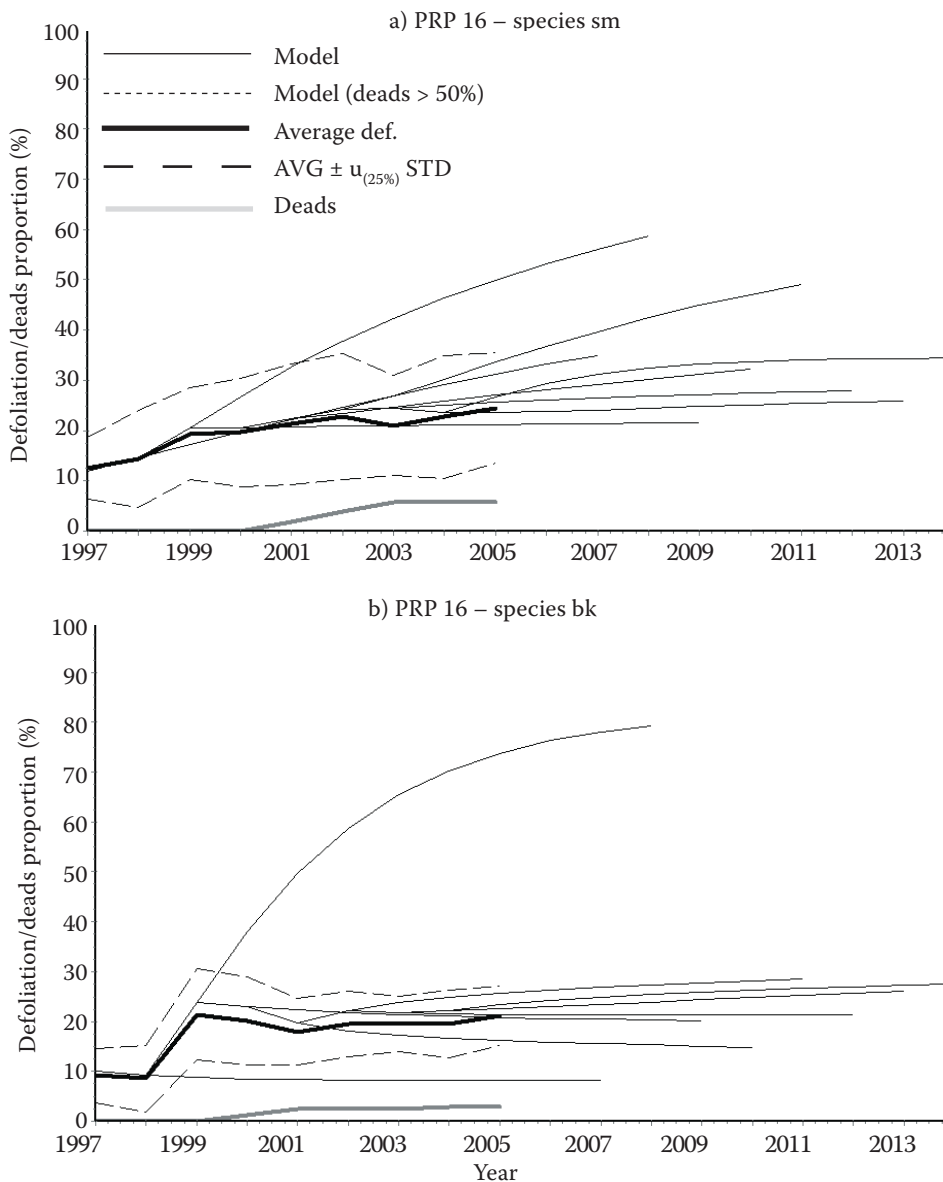 a) PRP 16 – species sm
Defoliation/deads proportion (%)
100
90
80
70
60
50
40
30
20
10
0
Model
Model (deads > 50%)
Average def.
AVG ± u(25%) STD
Deads
1997 1999 2001 2003 2005 2007 2009 2011 2013
b) PRP 16 – species bk
Defoliation/deads proportion (%)
100
90
80
70
60
50
40
30
20
10
0
1997 1999 2001 2003 2005 2007 2009 2011 2013
Year